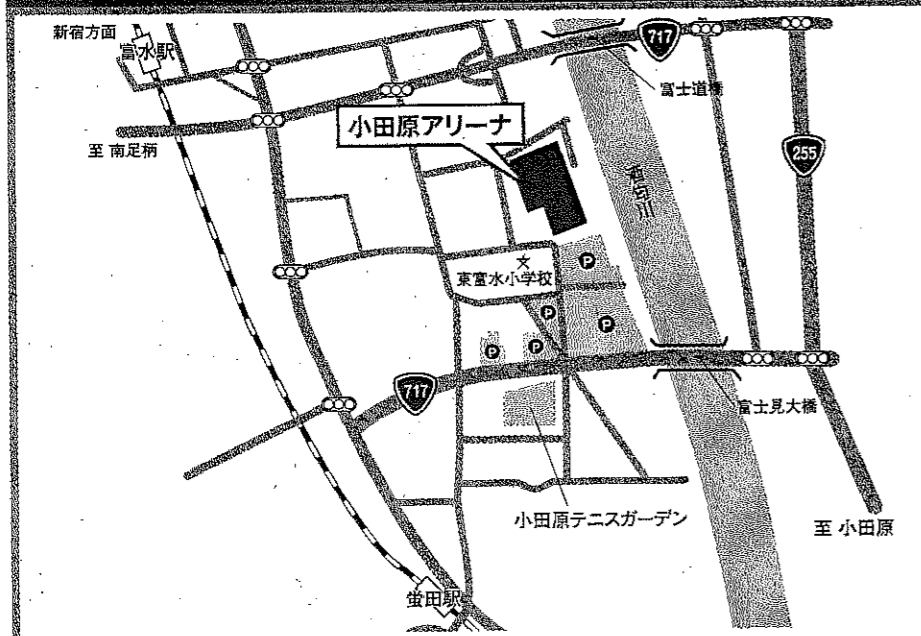 新宿方面
富水駅
717
富士道橋
小田原アリーナ
至 南足柄
255
酒匂川
東富水小学校
P
P
P
P
P
717
富士見大橋
小田原テニスガーデン
至 小田原
蛍田駅